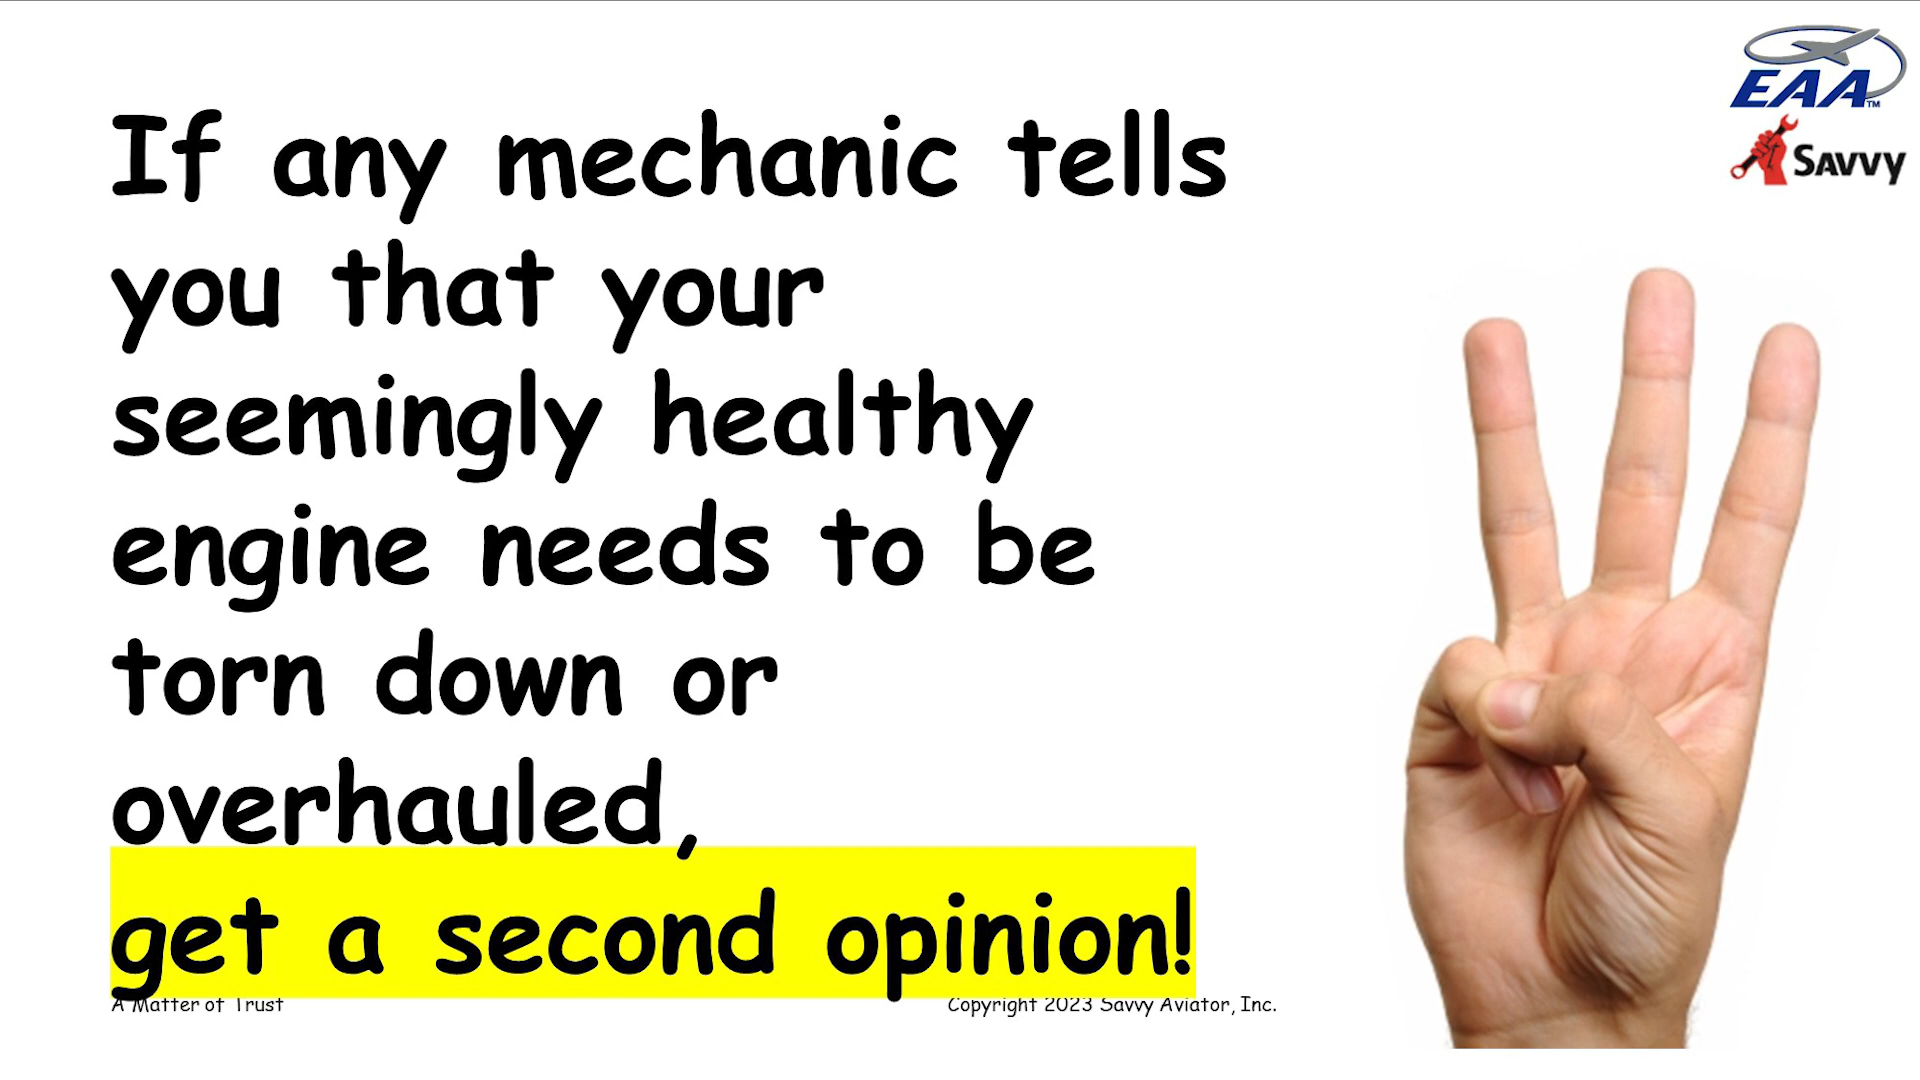 EAA™
SAVVY
If any mechanic tells
you that your
seemingly healthy
engine needs to be
torn down or
overhauled,
get a second opinion!
A Matter of Trust
Copyright 2023 Savvy Aviator, Inc.